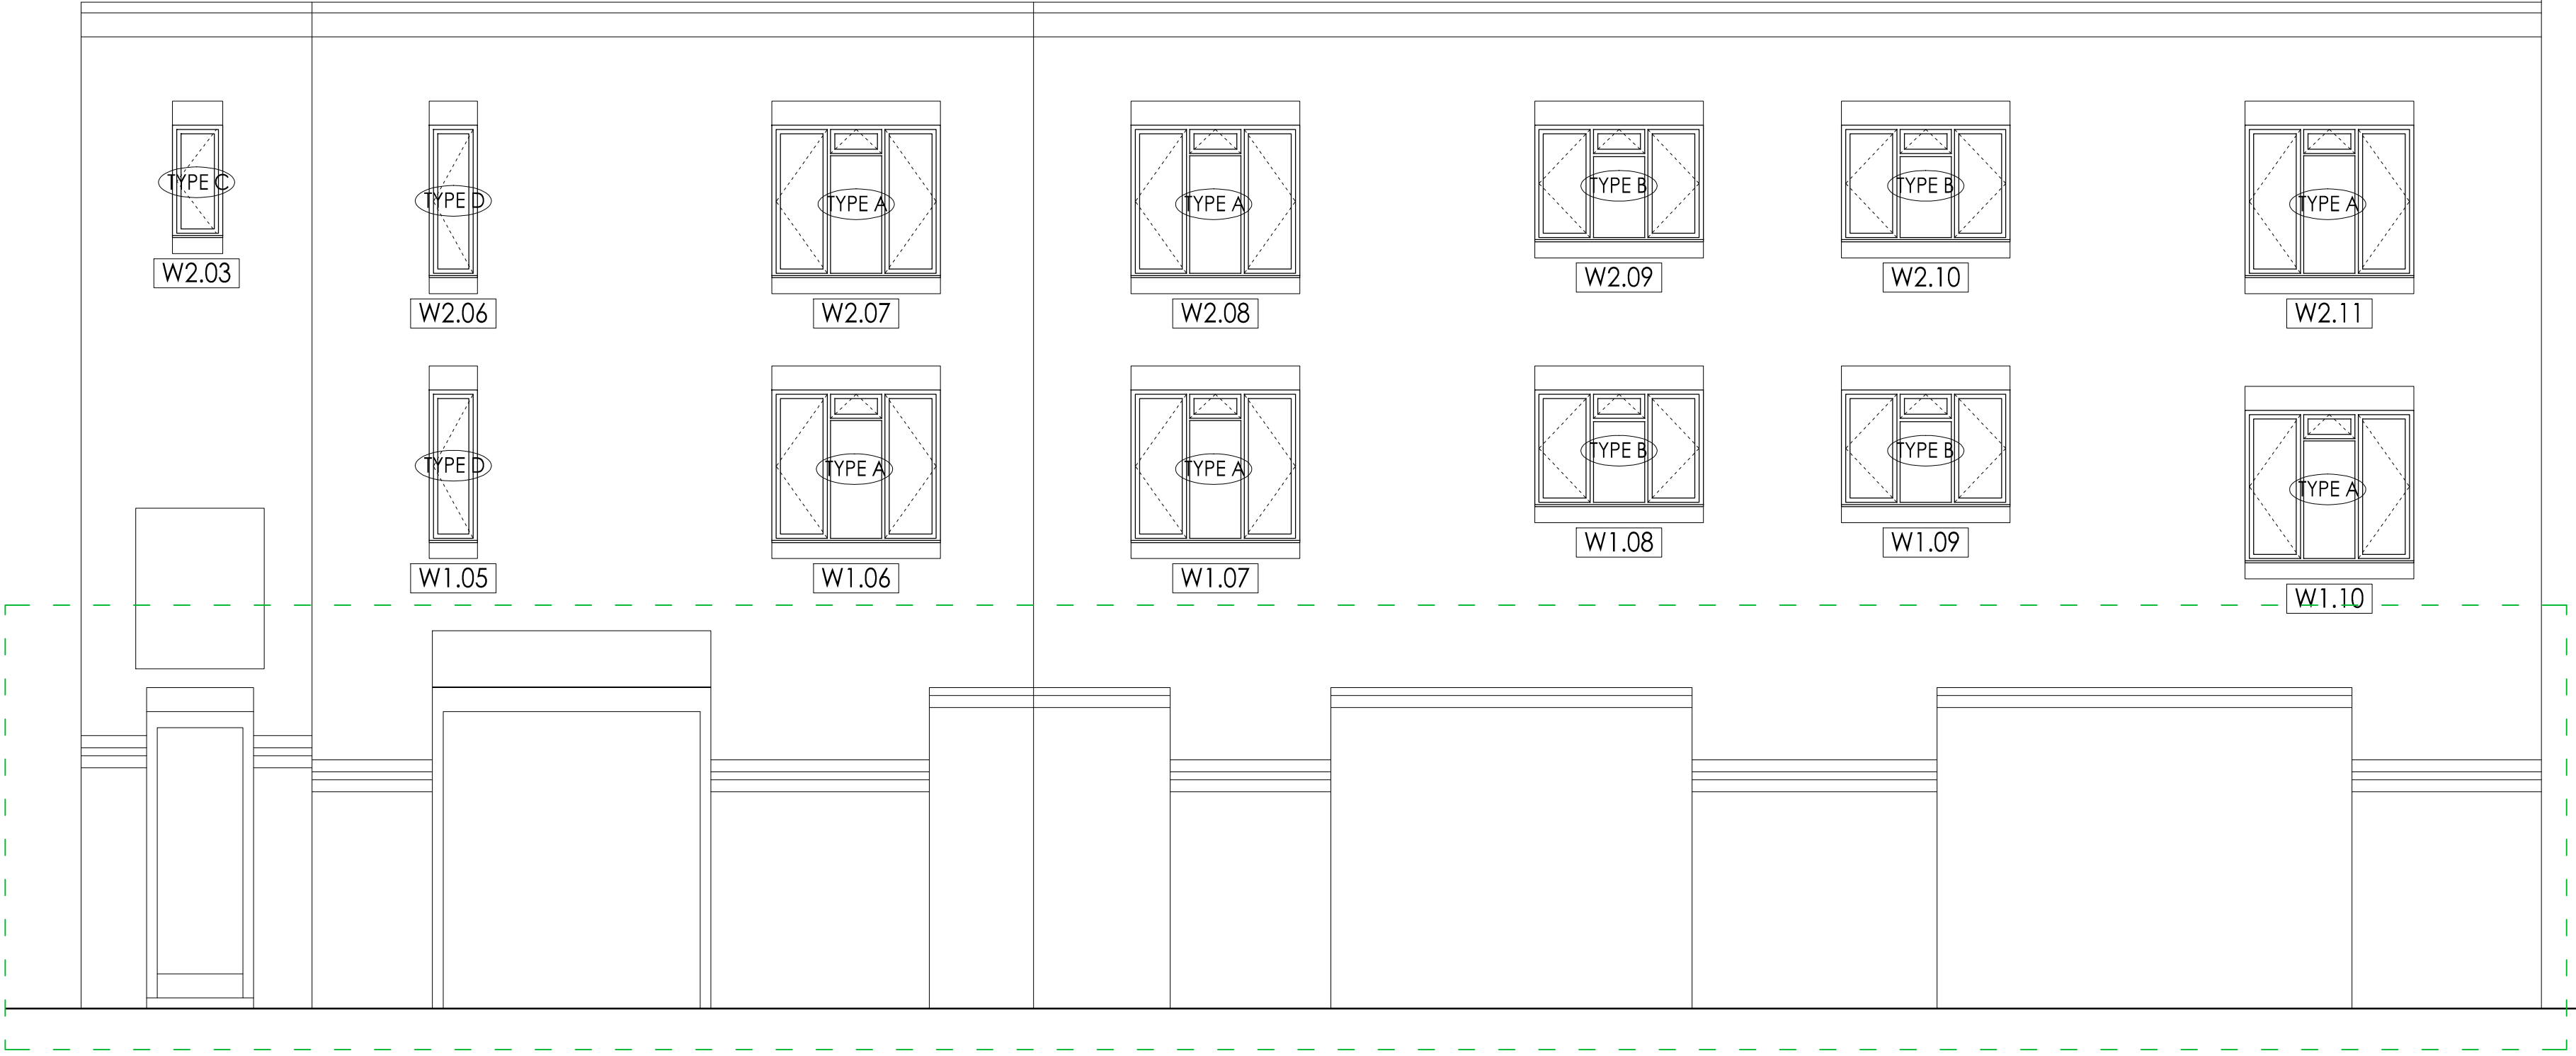 TYPE C
TYPE D
TYPE A
TYPE A
TYPE B
TYPE B
TYPE A
W2.03
W2.06
W2.07
W2.08
W2.09
W2.10
W2.11
TYPE D
TYPE A
TYPE A
TYPE B
TYPE B
TYPE A
W1.05
W1.06
W1.07
W1.08
W1.09
W1.10